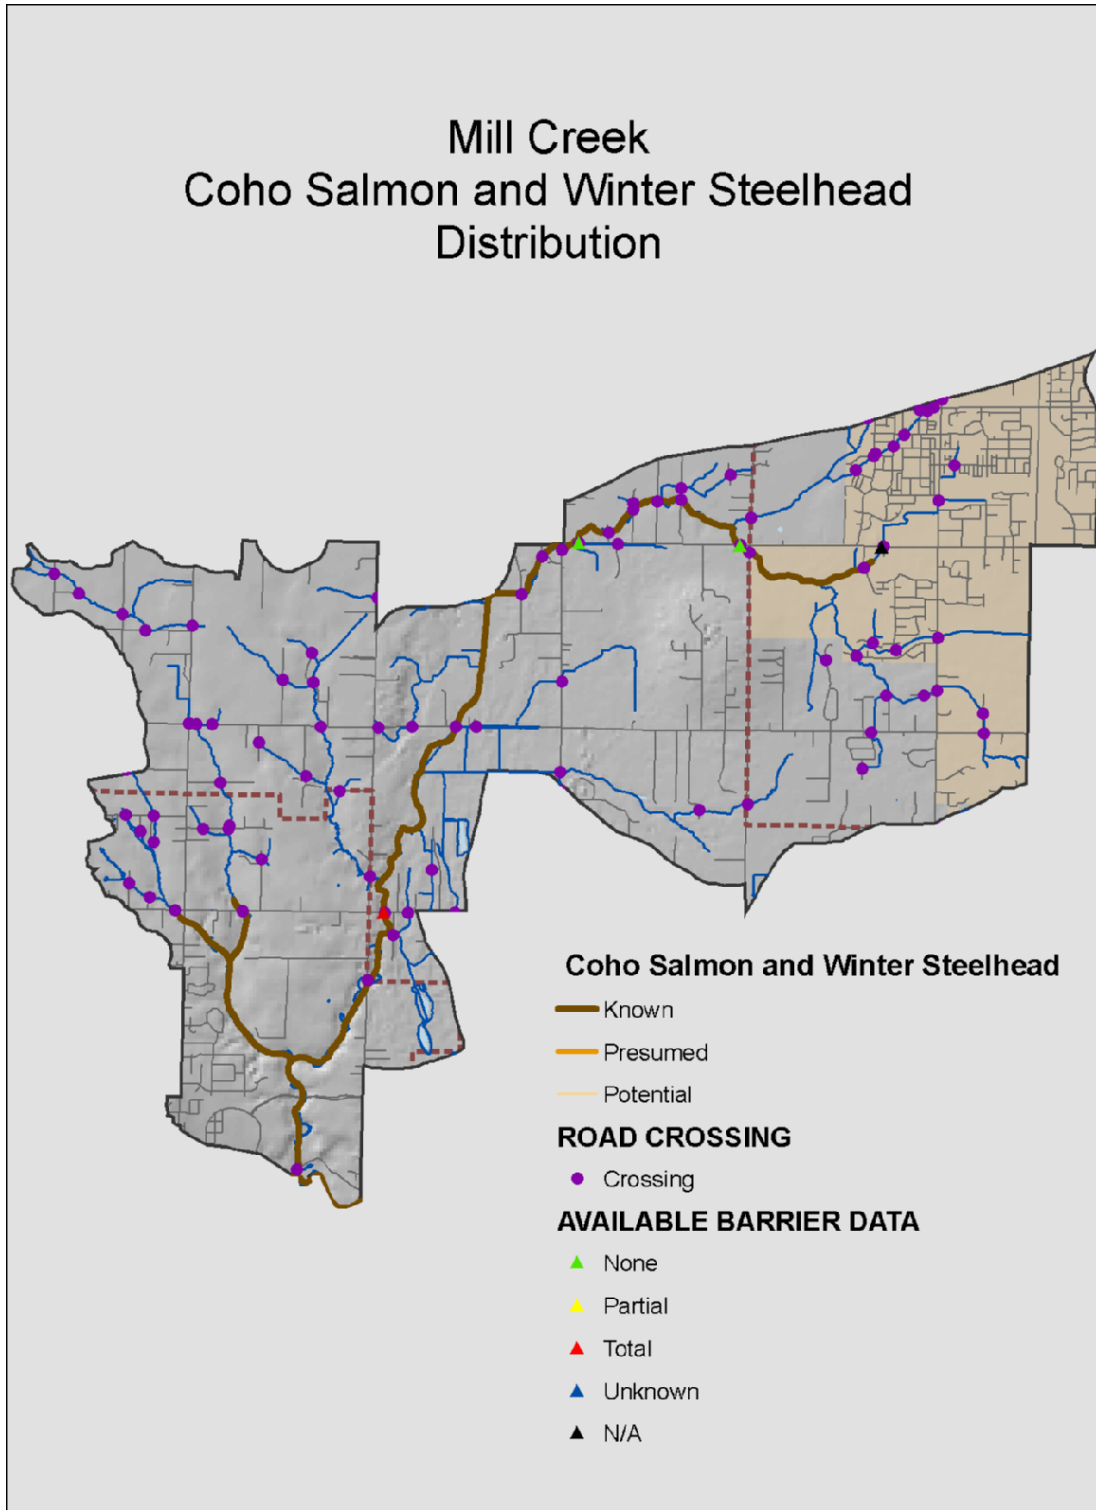 Mill Creek
Coho Salmon and Winter Steelhead
Distribution
Coho Salmon and Winter Steelhead
Known
Presumed
Potential
ROAD CROSSING
Crossing
AVAILABLE BARRIER DATA
None
Partial
Total
Unknown
N/A